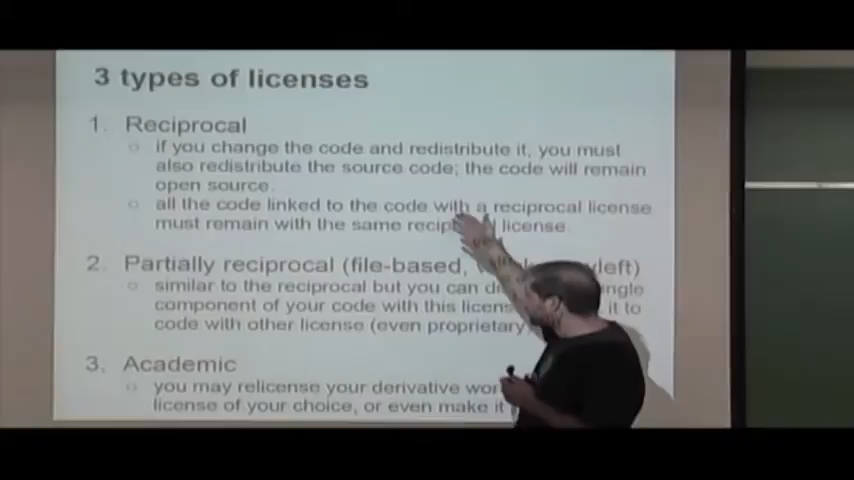 3 types of licenses
1. Reciprocal
if you change the code and redistribute it, you must
also redistribute the source code; the code will remain
open source.
all the code linked to the code with a reciprocal license
must remain with the same license.
2. Partially reciprocal (file-based,
similar to the reciprocal but you can
component of your code with this it to
code with other license (even proprietary)
3. Academic
you may relicense your derivative
license of your choice, or even make it